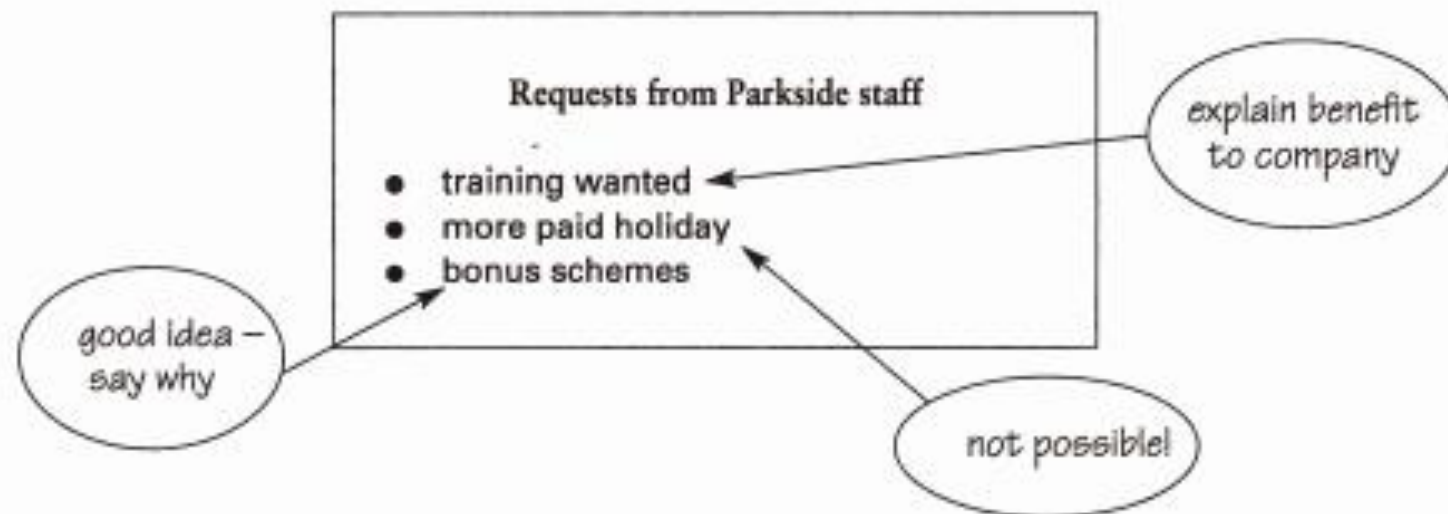 Requests from Parkside staff
● training wanted
● more paid holiday
● bonus schemes
explain benefit
to company
good idea –
say why
not possible!